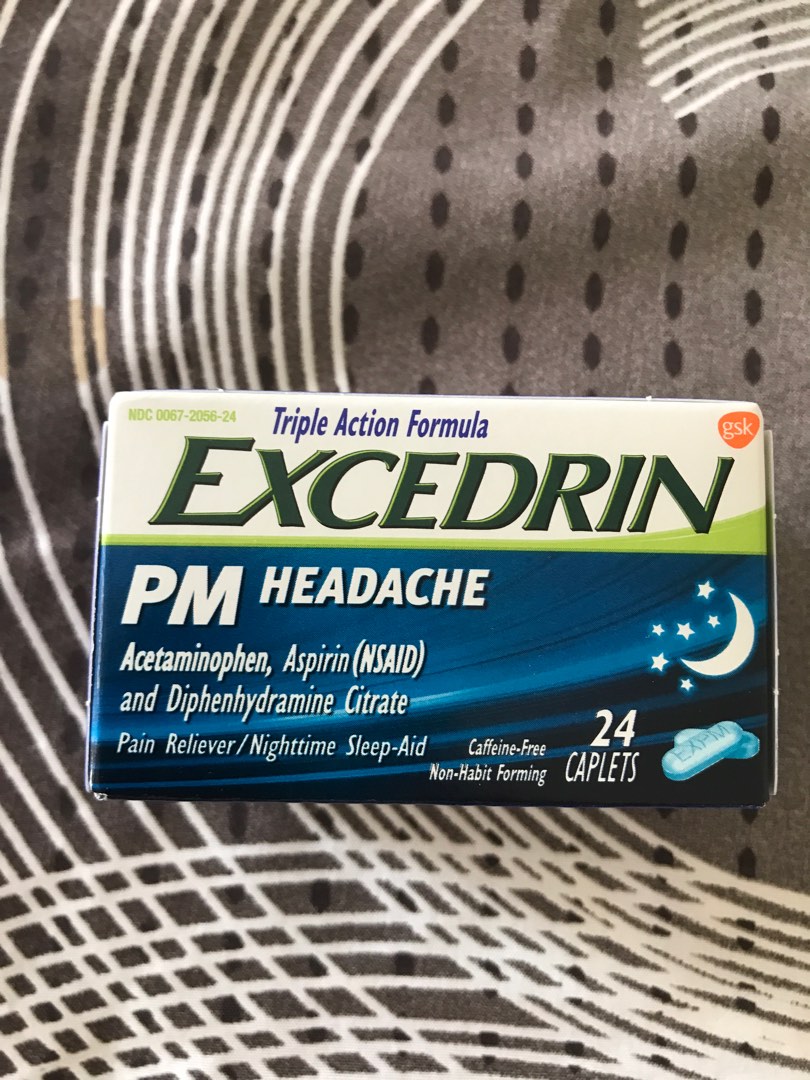 NDC 0067-2056-24
Triple Action Formula
gsk
EXCEDRIN
PM HEADACHE
Acetaminophen, Aspirin (NSAID)
and Diphenhydramine Citrate
Pain Reliever/Nighttime Sleep-Aid
Caffeine-Free
Non-Habit Forming
24
CAPLETS
EXPM